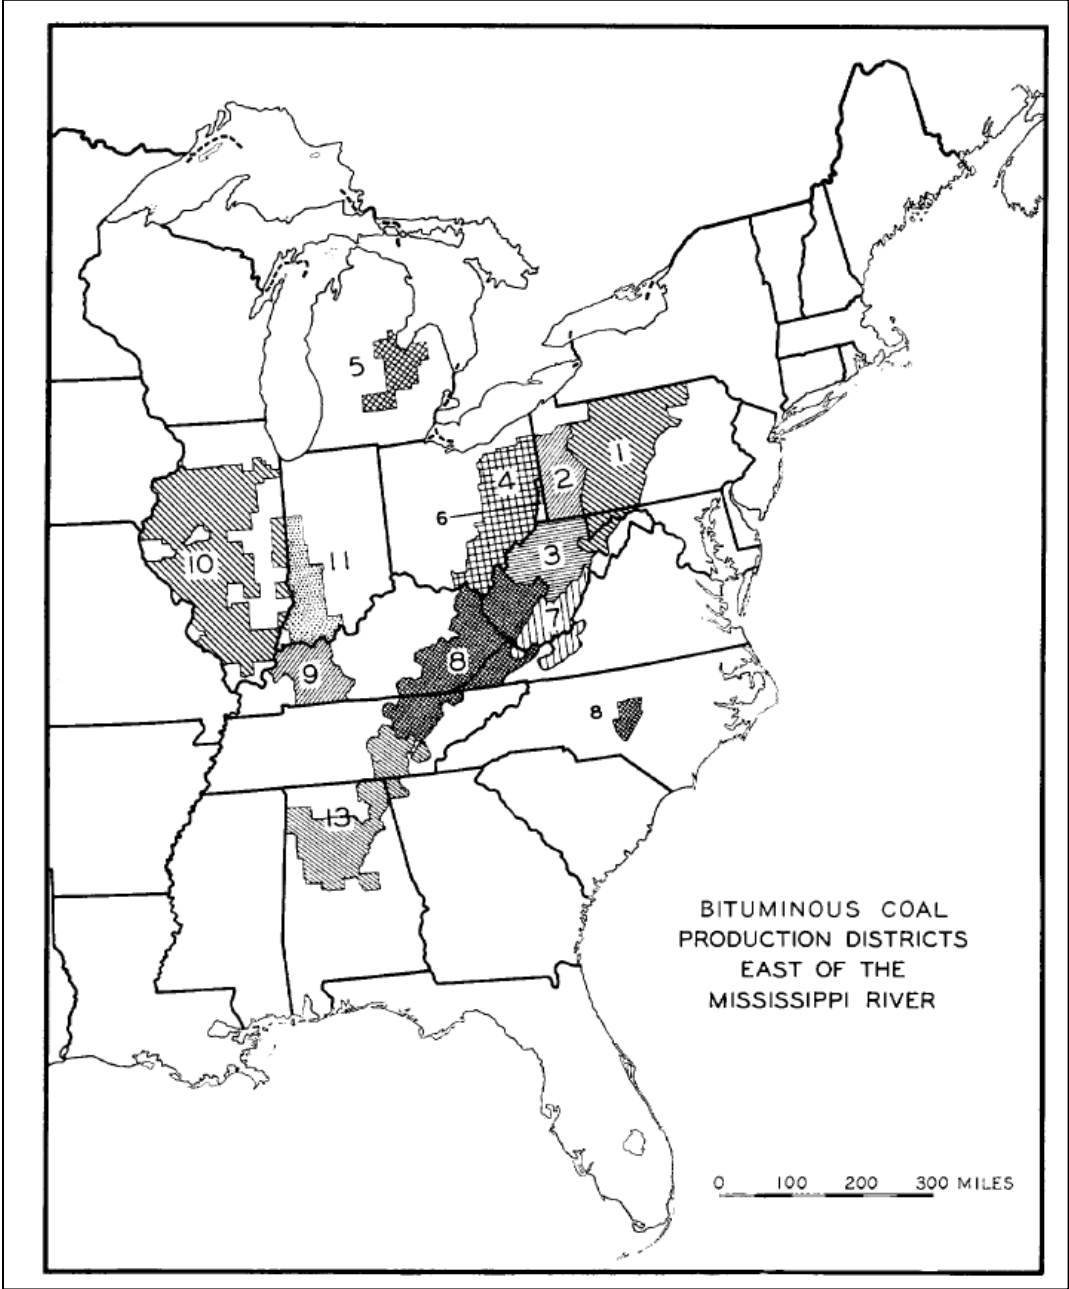 5
1
4
2
6
3
10
11
7
8
9
8
13
BITUMINOUS COAL
PRODUCTION DISTRICTS
EAST OF THE
MISSISSIPPI RIVER
0 100 200 300 MILES